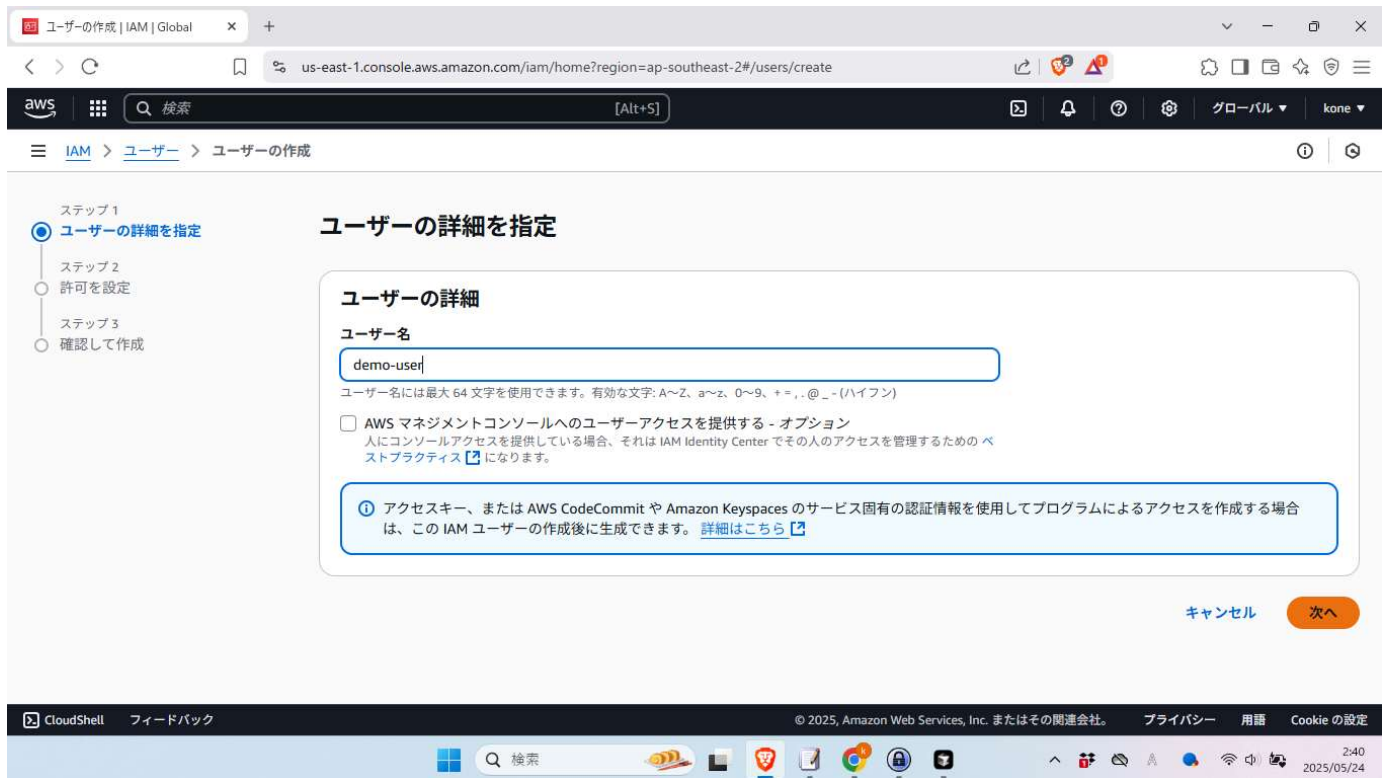 ユーザーの作成 | IAM | Global
us-east-1.console.aws.amazon.com/iam/home?region=ap-southeast-2#/users/create
2
1
aws
検索
[Alt+S]
グローバル
kone
IAM > ユーザー > ユーザーの作成
ステップ 1
ユーザーの詳細を指定
ステップ 2
許可を設定
ステップ 3
確認して作成
ユーザーの詳細を指定
ユーザーの詳細
ユーザー名
demo-user
ユーザー名には最大 64 文字を使用できます。有効な文字: A〜Z、a〜z、0〜9、+ = , . @ _ - (ハイフン)
AWS マネジメントコンソールへのユーザーアクセスを提供する - オプション
人にコンソールアクセスを提供している場合、それは IAM Identity Center でその人のアクセスを管理するための ベ
ストプラクティス になります。
アクセスキー、または AWS CodeCommit や Amazon Keyspaces のサービス固有の認証情報を使用してプログラムによるアクセスを作成する場合
は、この IAM ユーザーの作成後に生成できます。 詳細はこちら
キャンセル
次へ
CloudShell フィードバック
© 2025, Amazon Web Services, Inc. またはその関連会社。 プライバシー 用語 Cookie の設定
検索
2:40
2025/05/24